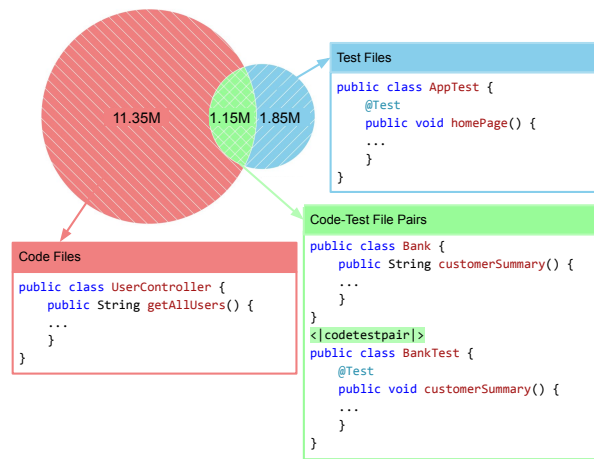 11.35M
1.15M
1.85M
Test Files
public class AppTest {
@Test
public void homePage() {
...
}
}
Code Files
public class UserController {
public String getAllUsers() {
...
}
}
Code-Test File Pairs
public class Bank {
public String customerSummary() {
...
}
}
<|codetestpair|>
public class BankTest {
@Test
public void customerSummary() {
...
}
}